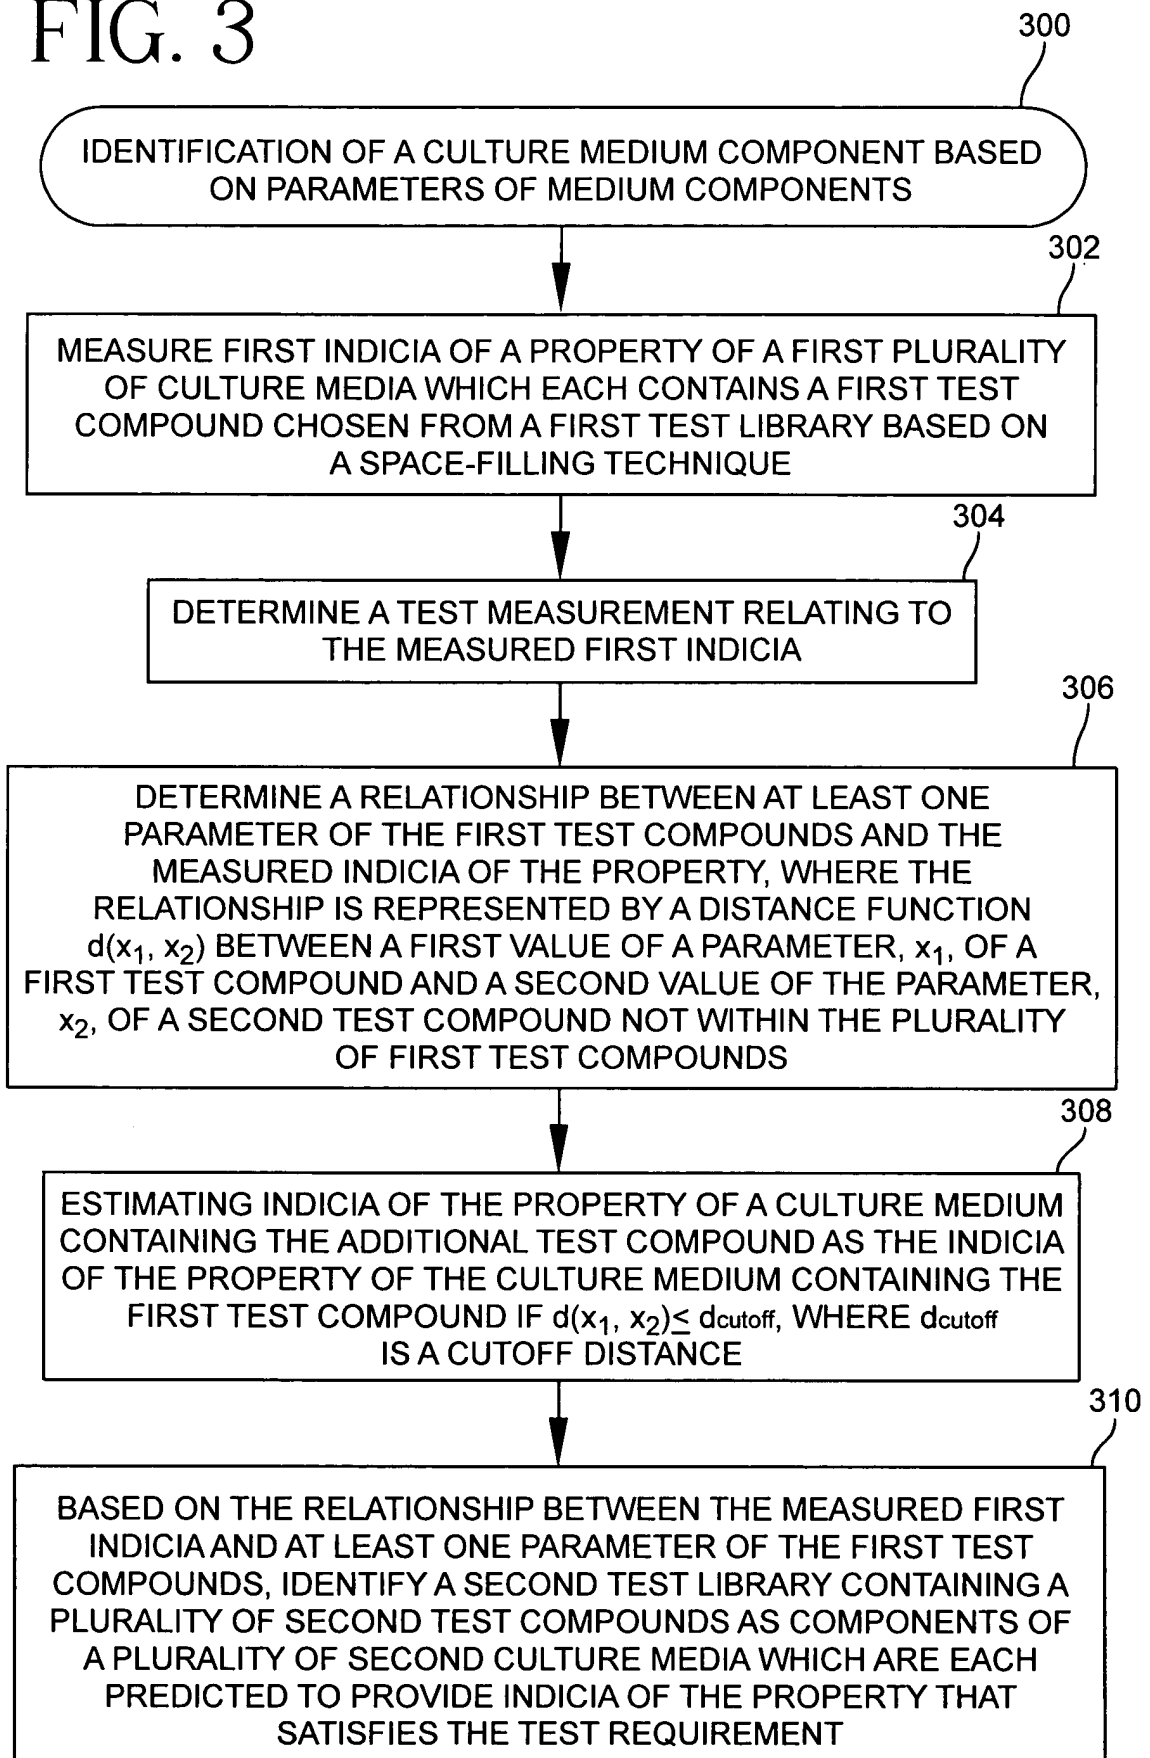 FIG. 3
300
IDENTIFICATION OF A CULTURE MEDIUM COMPONENT BASED
ON PARAMETERS OF MEDIUM COMPONENTS
302
MEASURE FIRST INDICIA OF A PROPERTY OF A FIRST PLURALITY
OF CULTURE MEDIA WHICH EACH CONTAINS A FIRST TEST
COMPOUND CHOSEN FROM A FIRST TEST LIBRARY BASED ON
A SPACE-FILLING TECHNIQUE
304
DETERMINE A TEST MEASUREMENT RELATING TO
THE MEASURED FIRST INDICIA
306
DETERMINE A RELATIONSHIP BETWEEN AT LEAST ONE
PARAMETER OF THE FIRST TEST COMPOUNDS AND THE
MEASURED INDICIA OF THE PROPERTY, WHERE THE
RELATIONSHIP IS REPRESENTED BY A DISTANCE FUNCTION
d(x₁, x₂) BETWEEN A FIRST VALUE OF A PARAMETER, x₁, OF A
FIRST TEST COMPOUND AND A SECOND VALUE OF THE PARAMETER,
x₂, OF A SECOND TEST COMPOUND NOT WITHIN THE PLURALITY
OF FIRST TEST COMPOUNDS
308
ESTIMATING INDICIA OF THE PROPERTY OF A CULTURE MEDIUM
CONTAINING THE ADDITIONAL TEST COMPOUND AS THE INDICIA
OF THE PROPERTY OF THE CULTURE MEDIUM CONTAINING THE
FIRST TEST COMPOUND IF d(x₁, x₂)≤ dcutoff, WHERE dcutoff
IS A CUTOFF DISTANCE
310
BASED ON THE RELATIONSHIP BETWEEN THE MEASURED FIRST
INDICIA AND AT LEAST ONE PARAMETER OF THE FIRST TEST
COMPOUNDS, IDENTIFY A SECOND TEST LIBRARY CONTAINING A
PLURALITY OF SECOND TEST COMPOUNDS AS COMPONENTS OF
A PLURALITY OF SECOND CULTURE MEDIA WHICH ARE EACH
PREDICTED TO PROVIDE INDICIA OF THE PROPERTY THAT
SATISFIES THE TEST REQUIREMENT